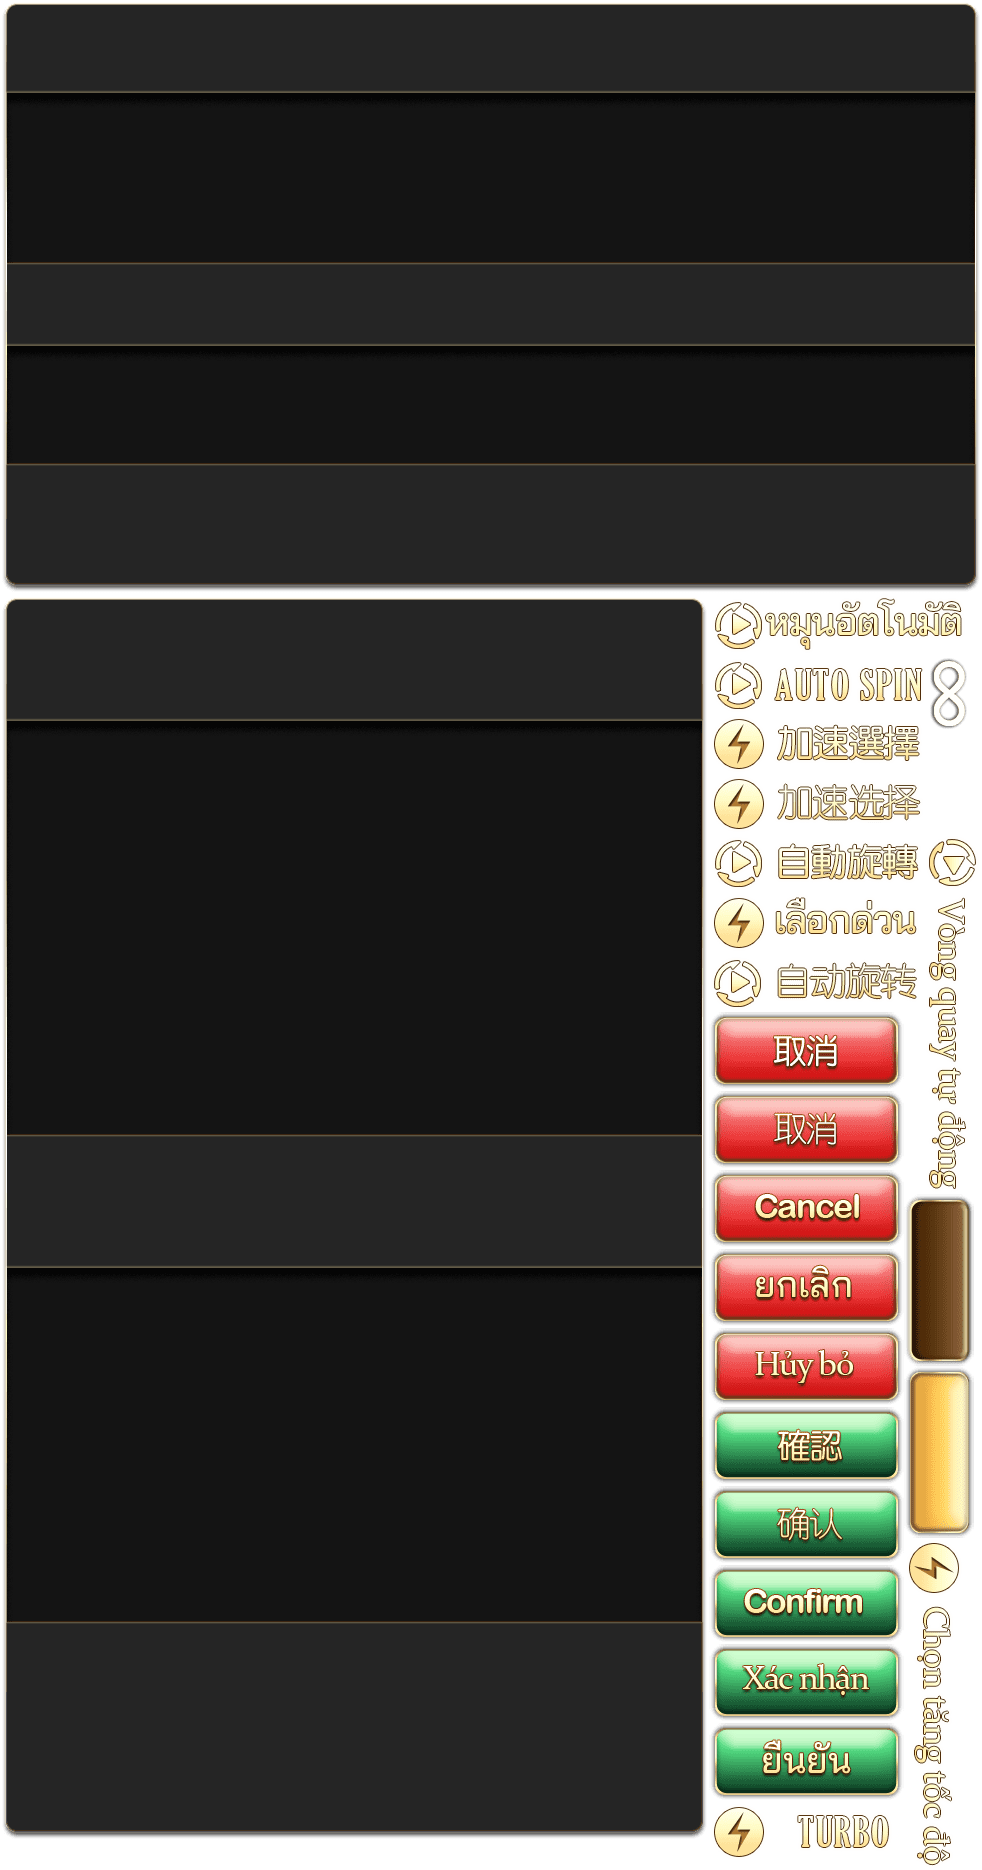 หมุนอัตโนมัติ
AUTO SPIN
∞
加速選擇
加速选择
自動旋轉
เลือกด่วน
自动旋转
Vòng quay tự động
取消
取消
Cancel
ยกเลิก
Hủy bỏ
確認
确认
Confirm
Xác nhận
ยืนยัน
Chọn tăng tốc độ
TURBO